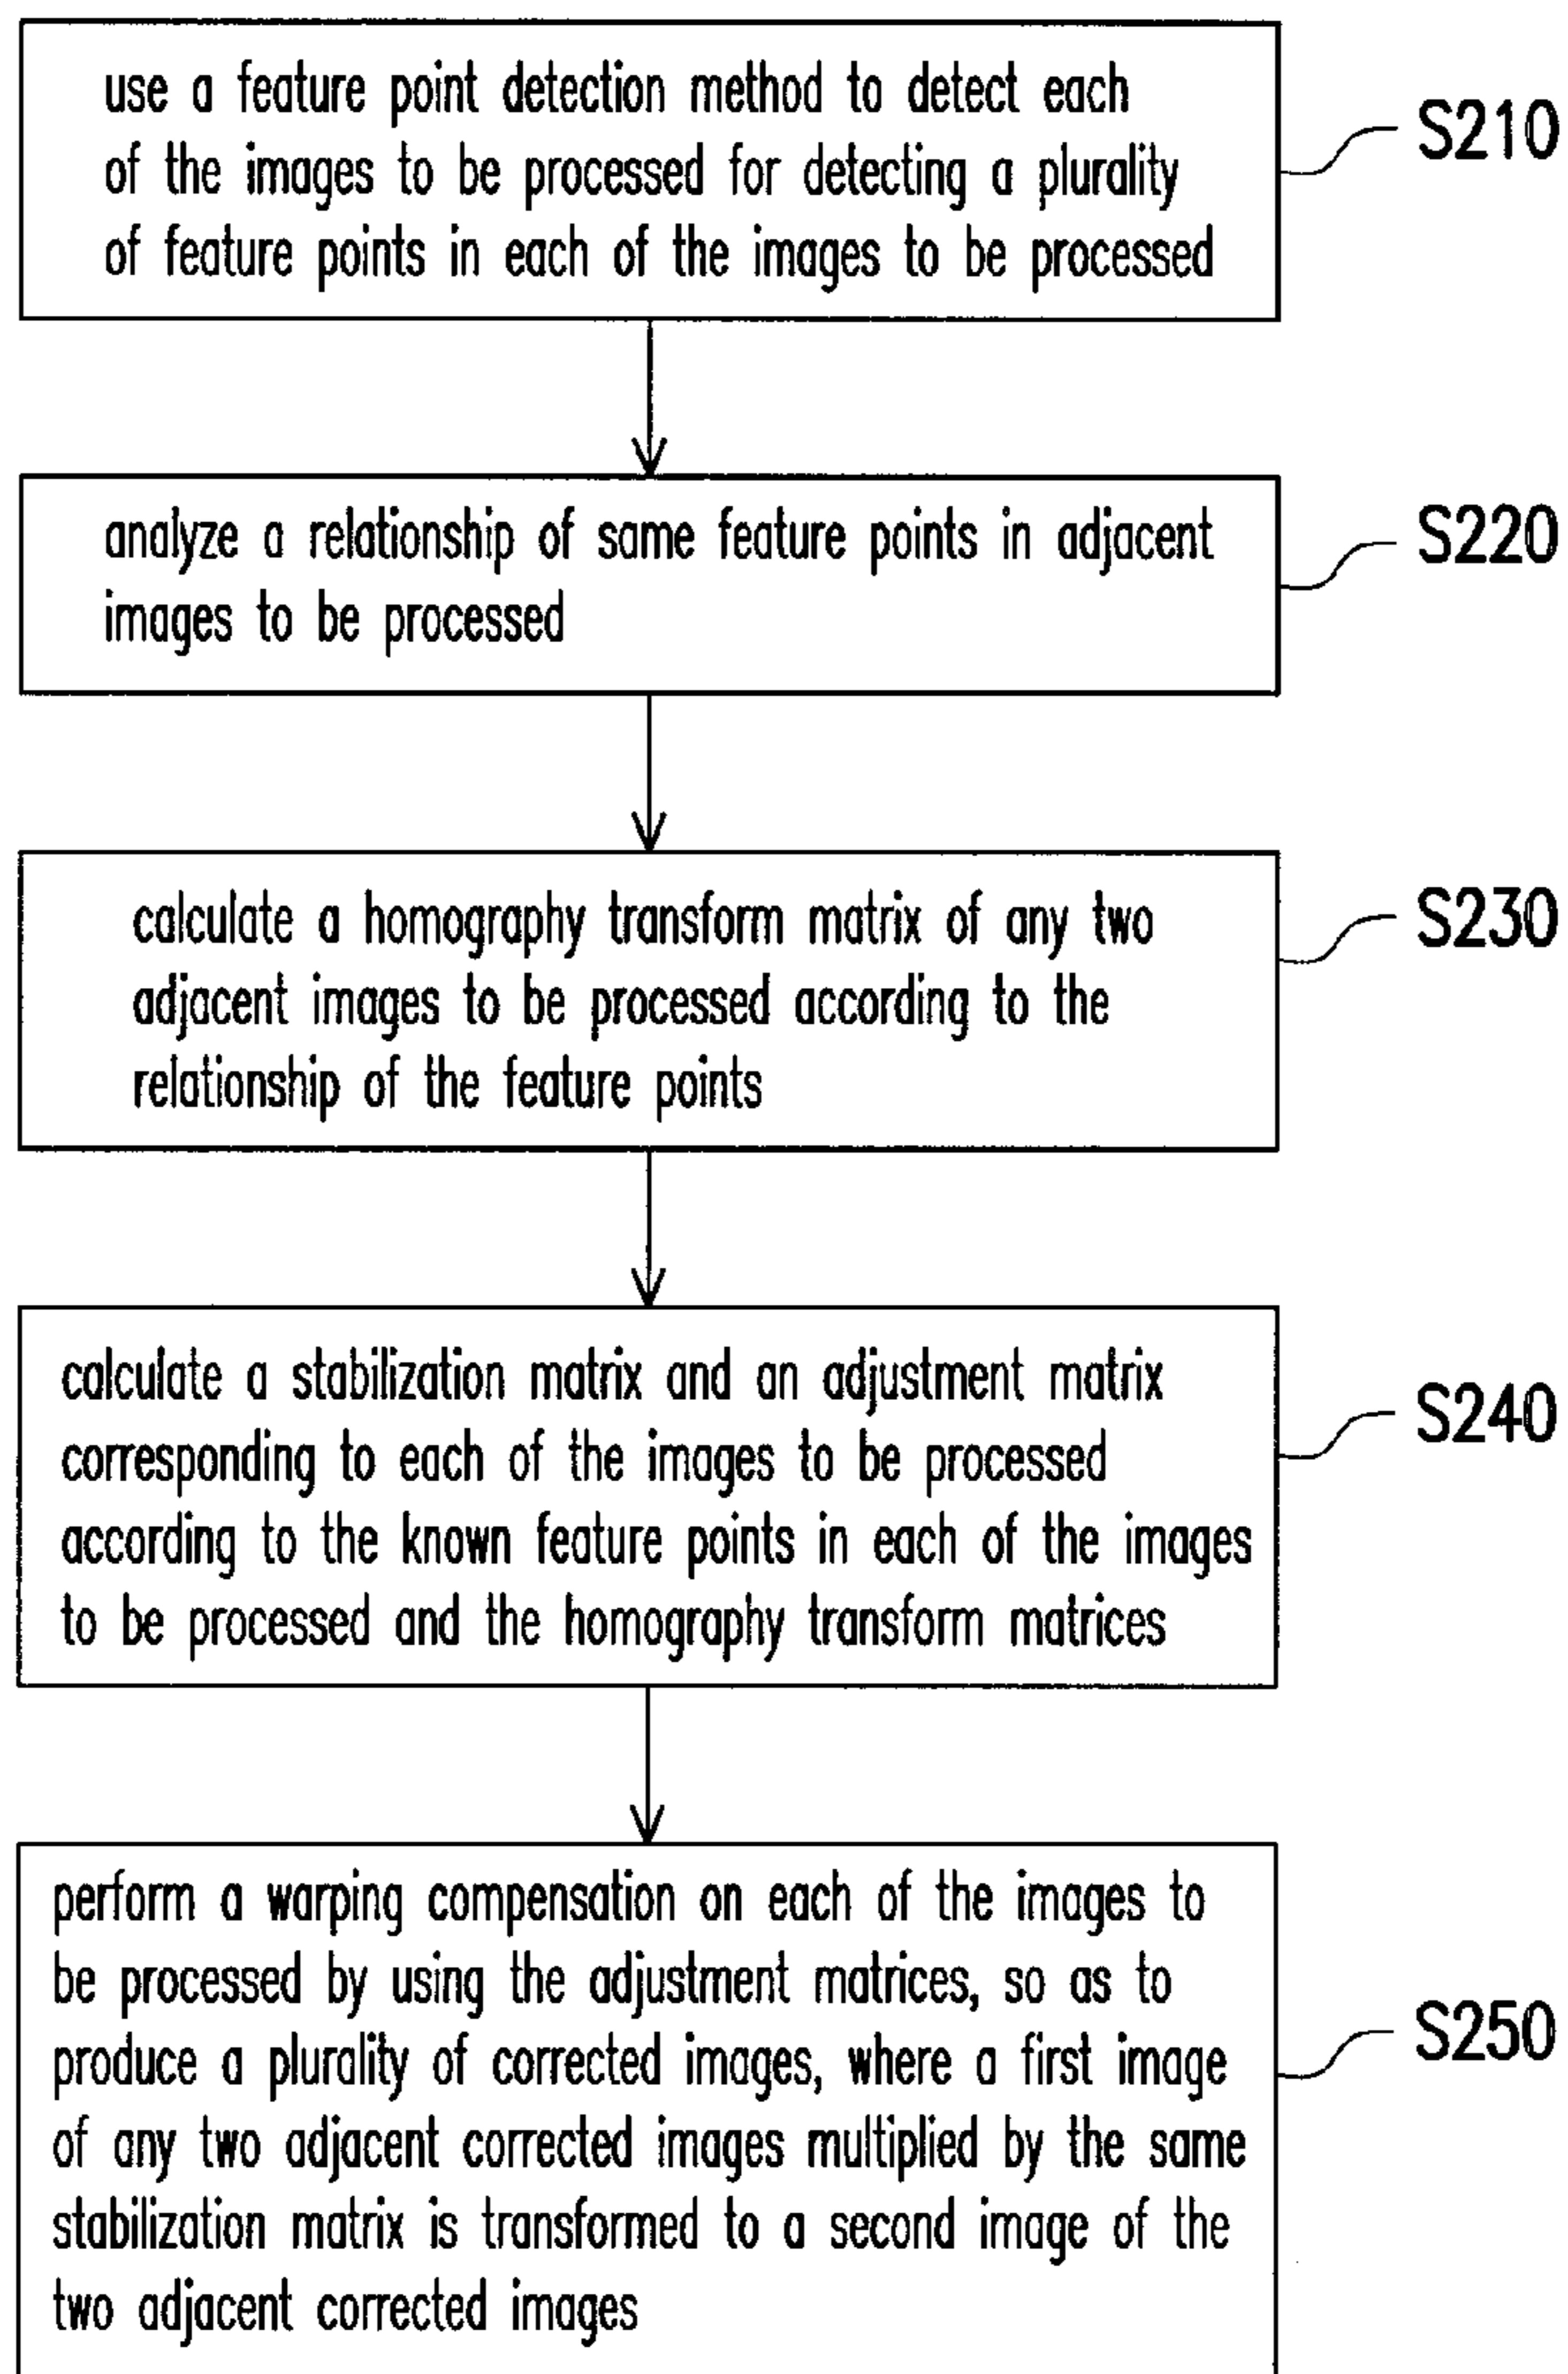 use a feature point detection method to detect each
of the images to be processed for detecting a plurality
of feature points in each of the images to be processed
S210
analyze a relationship of same feature points in adjacent
images to be processed
S220
calculate a homography transform matrix of any two
adjacent images to be processed according to the
relationship of the feature points
S230
calculate a stabilization matrix and an adjustment matrix
corresponding to each of the images to be processed
according to the known feature points in each of the images
to be processed and the homography transform matrices
S240
perform a warping compensation on each of the images to
be processed by using the adjustment matrices, so as to
produce a plurality of corrected images, where a first image
of any two adjacent corrected images multiplied by the same
stabilization matrix is transformed to a second image of the
two adjacent corrected images
S250